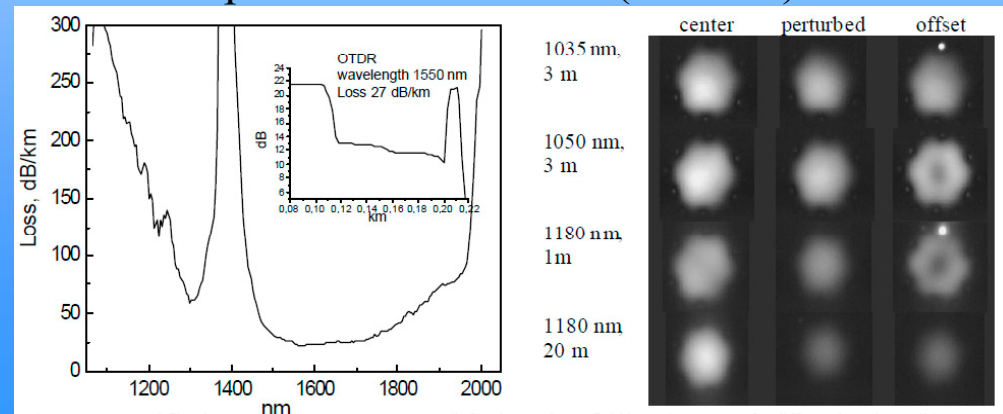 300
250
200
150
100
50
0
Loss, dB/km
1200 1400 1600 1800 2000
nm
OTDR
wavelength 1550 nm
Loss 27 dB/km
24
22
20
18
16
14
12
10
8
6
dB
0,08 0,10 0,12 0,14 0,16 0,18 0,20 0,22
km
center perturbed offset
1035 nm,
3 m
1050 nm,
3 m
1180 nm,
1m
1180 nm
20 m